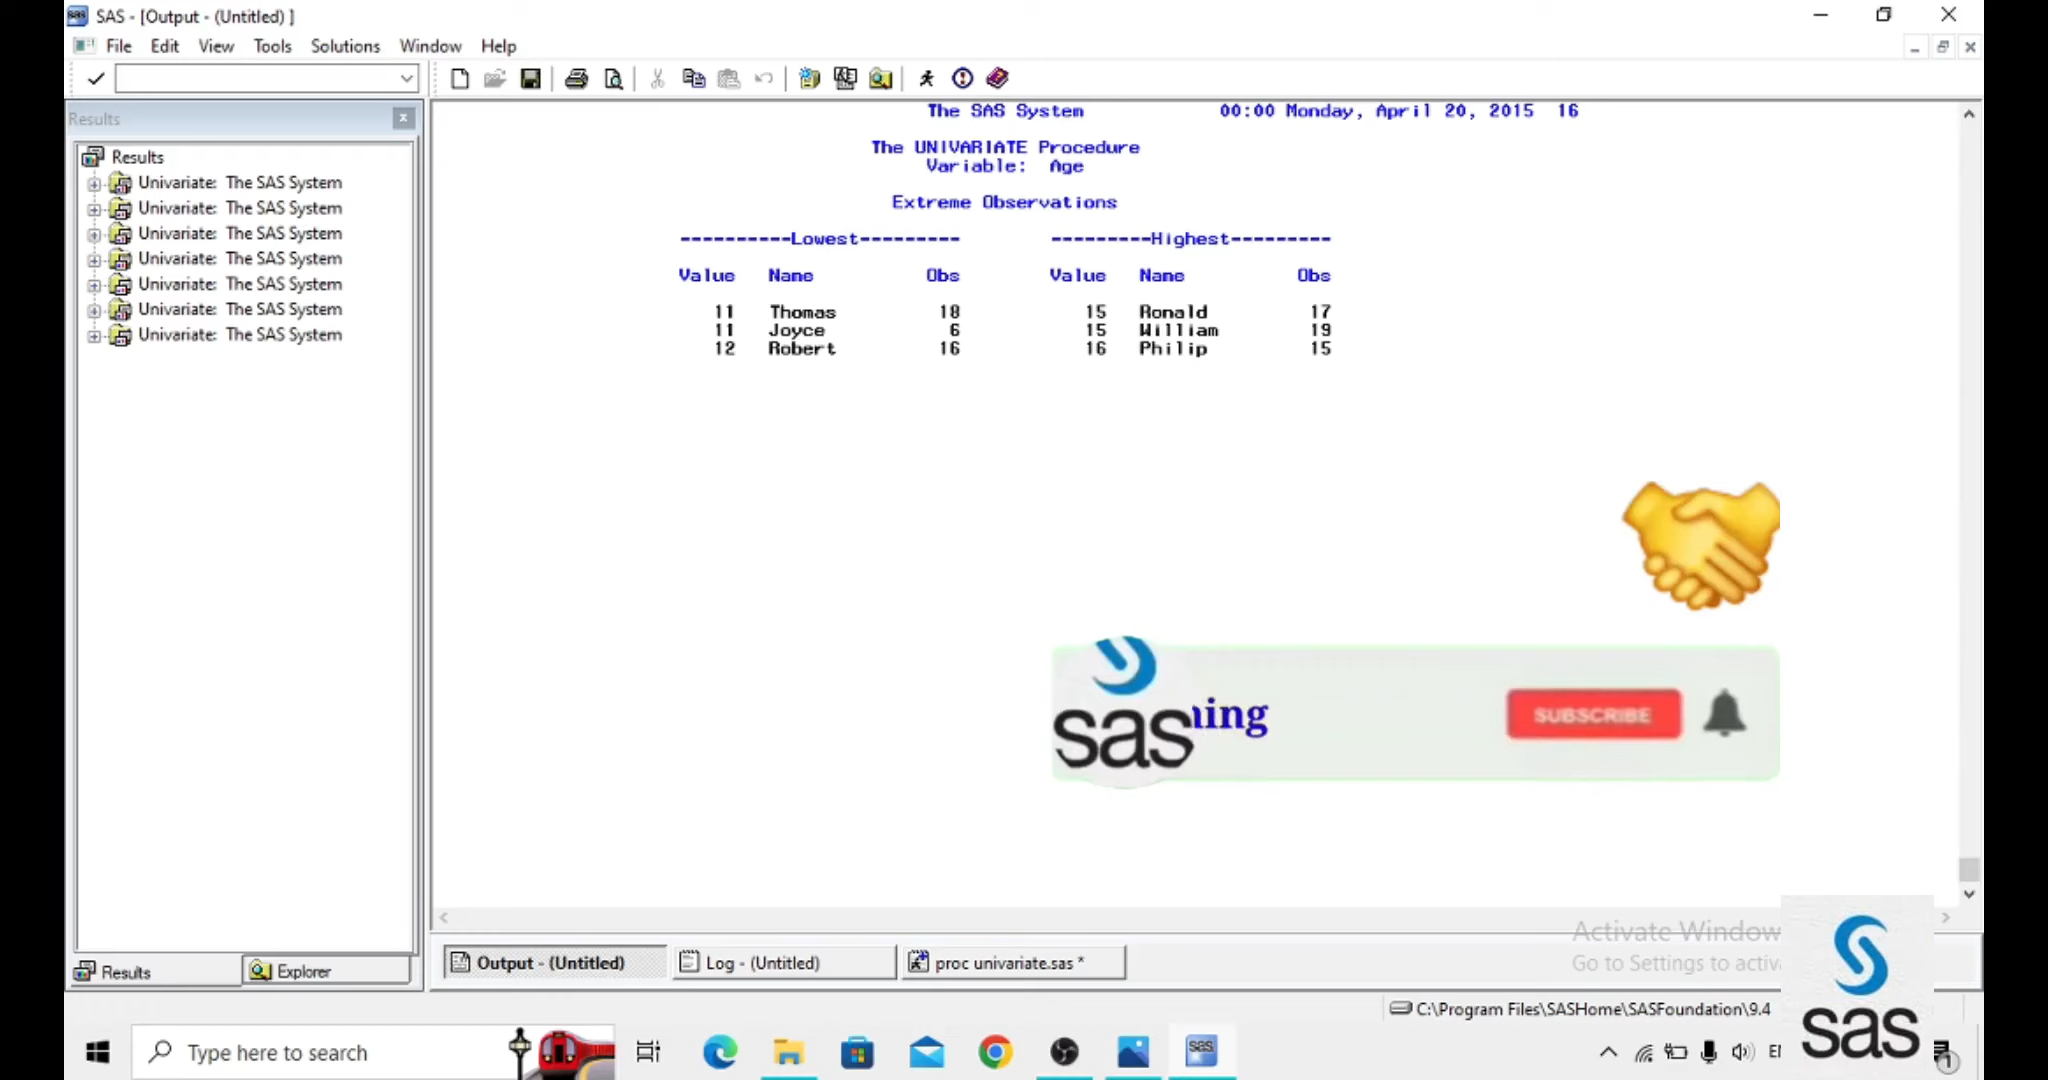 SAS - [Output - (Untitled) ]
File Edit View Tools Solutions Window Help
Results
Results
Univariate: The SAS System
Univariate: The SAS System
Univariate: The SAS System
Univariate: The SAS System
Univariate: The SAS System
Univariate: The SAS System
Univariate: The SAS System
Results Explorer
The SAS System 00:00 Monday, April 20, 2015 16
The UNIVARIATE Procedure
Variable: Age
Extreme Observations
----------Lowest--------- ---------Highest---------
Value Name Obs Value Name Obs
11 Thomas 18 15 Ronald 17
11 Joyce 6 15 William 19
12 Robert 16 16 Philip 15
sas
SUBSCRIBE
Activate Window
Go to Settings to activ
Output - (Untitled) Log - (Untitled) proc univariate.sas *
C:\Program Files\SASHome\SASFoundation\9.4
Type here to search
sas
1